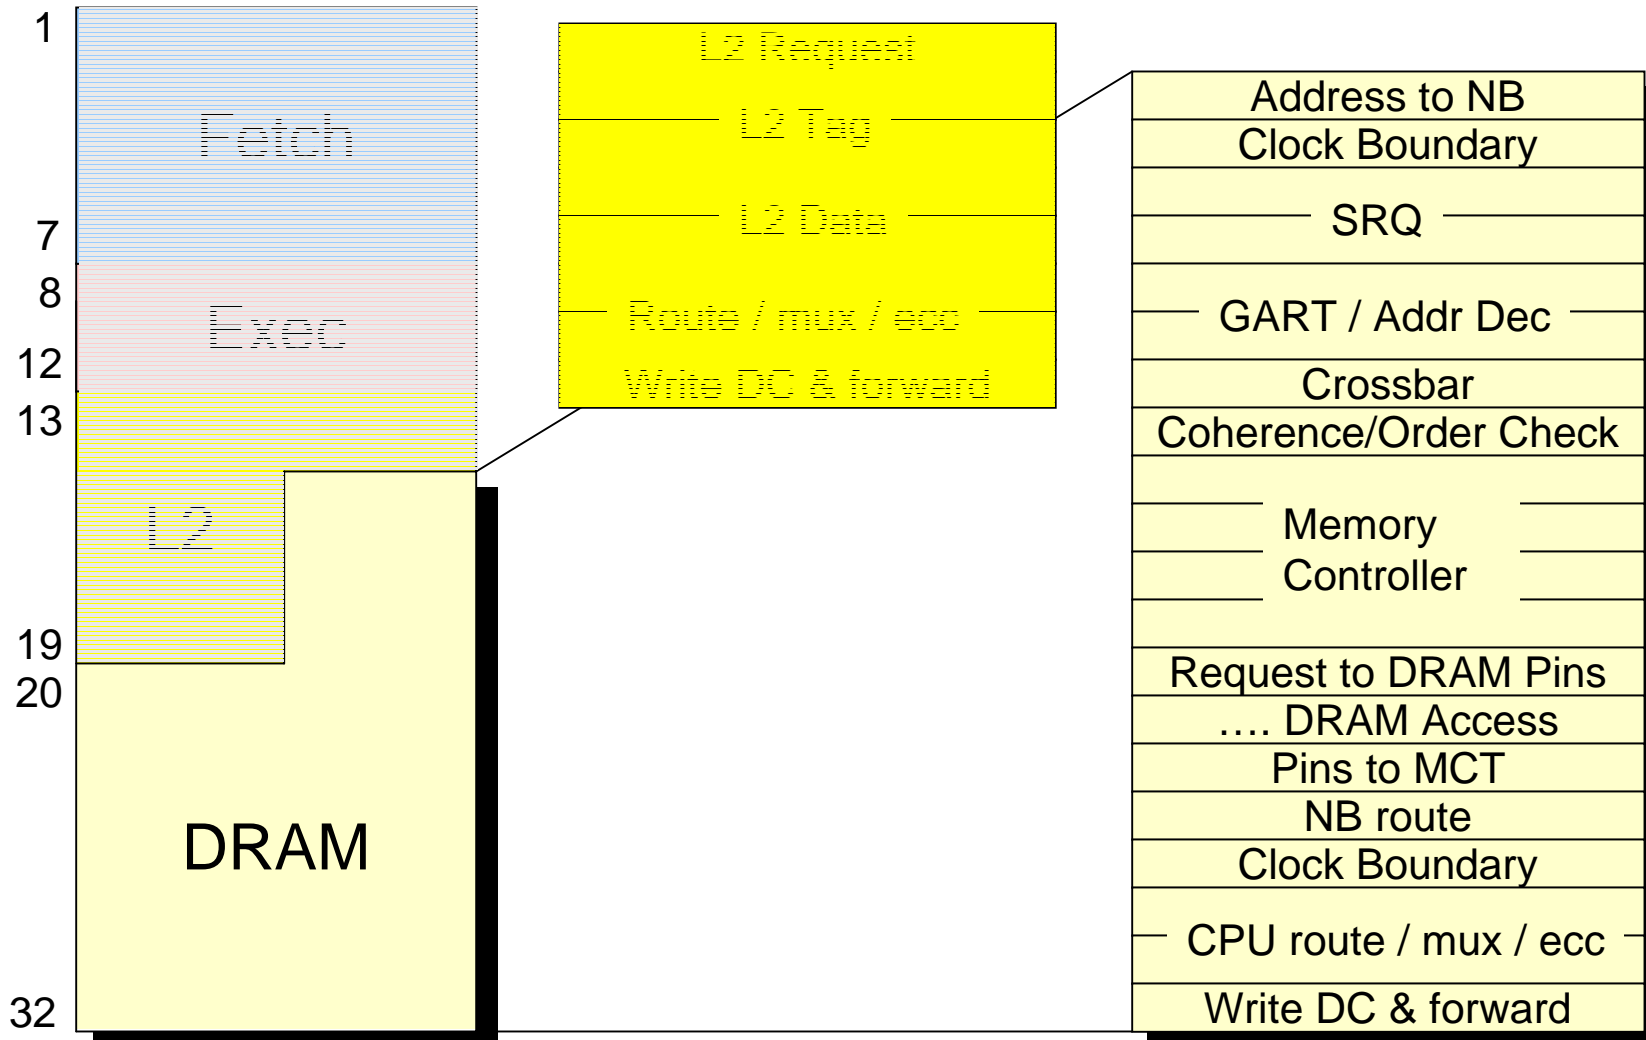 1
Fetch
7
8
Exec
12
13
L2
19
20
DRAM
32
L2 Request
L2 Tag
L2 Data
Route / mux / ecc
Write DC & forward
Address to NB
Clock Boundary
SRQ
GART / Addr Dec
Crossbar
Coherence/Order Check
Memory
Controller
Request to DRAM Pins
.... DRAM Access
Pins to MCT
NB route
Clock Boundary
CPU route / mux / ecc
Write DC & forward